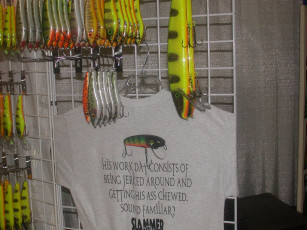 HIS WORK DAY CONSISTS OF
BEING JERKED AROUND AND
GETTING HIS ASS CHEWED.
SOUND FAMILIAR?
SLAMMER